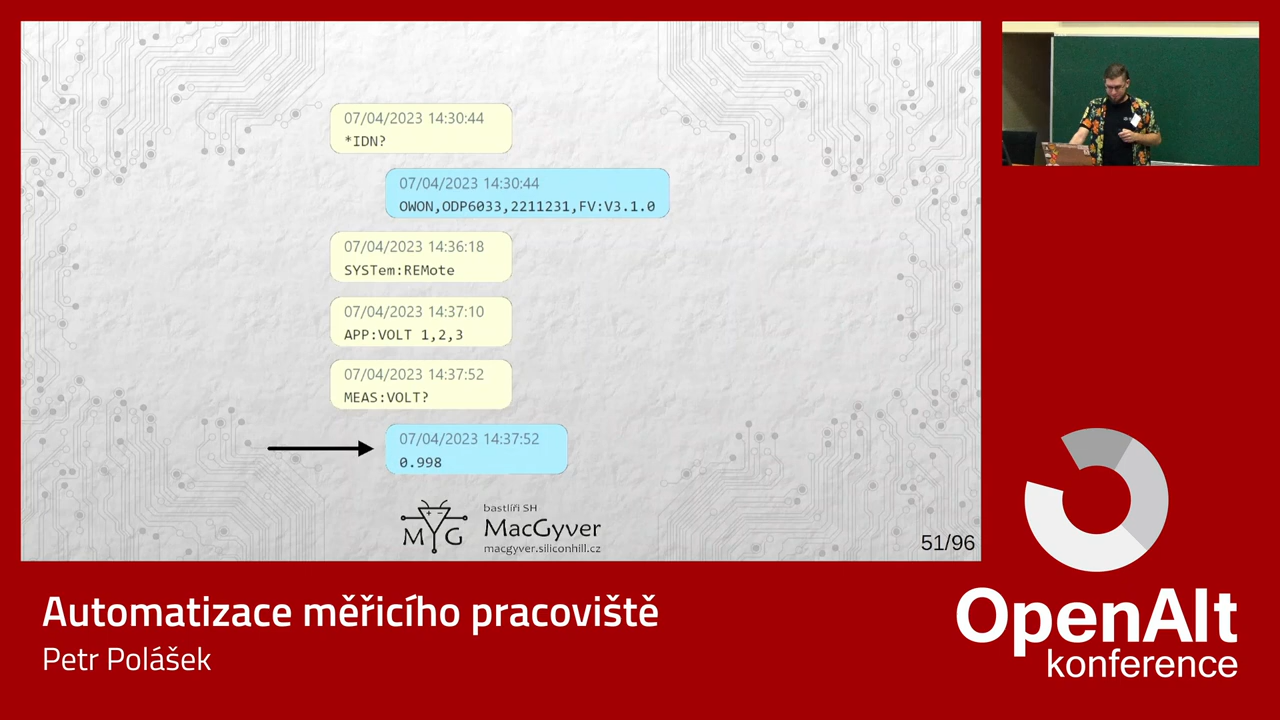 07/04/2023 14:30:44
*IDN?
07/04/2023 14:30:44
OWON,ODP6033,2211231,FV:V3.1.0
07/04/2023 14:36:18
SYSTem:REMote
07/04/2023 14:37:10
APP:VOLT 1,2,3
07/04/2023 14:37:52
MEAS:VOLT?
07/04/2023 14:37:52
0.998
MYG
bastlíři SH
MacGyver
macgyver.siliconhill.cz
51/96
Automatizace měřicího pracoviště
Petr Polášek
OpenAlt
konference